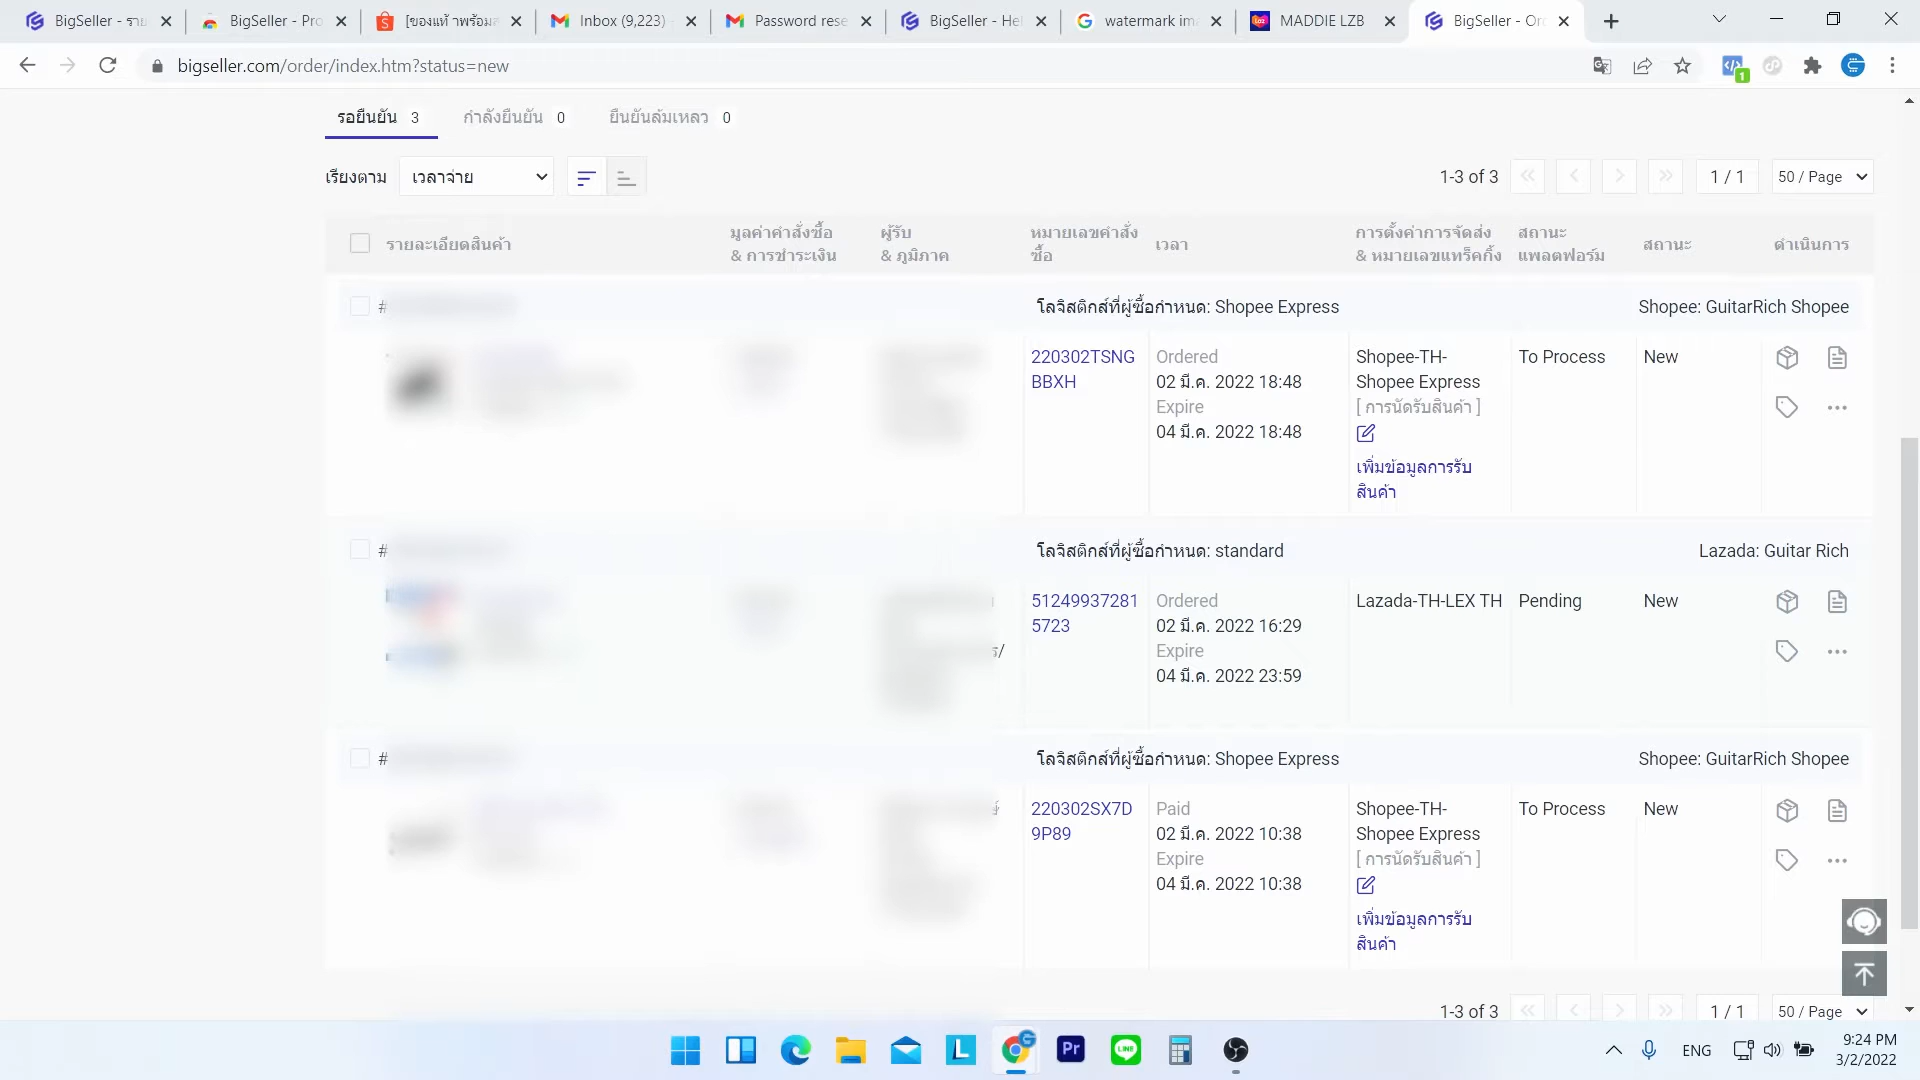 BigSeller - ราย
BigSeller - Pro
[ของแท้ าพร้อมส
Inbox (9,223) -
Password rese
BigSeller - Hel
watermark im
MADDIE LZB
BigSeller - Or
bigseller.com/order/index.htm?status=new
1
รอยืนยัน 3 กำลังยืนยัน 0 ยืนยันล้มเหลว 0
เรียงตาม เวลาจ่าย
1-3 of 3 1 / 1 50 / Page
รายละเอียดสินค้า
มูลค่าคำสั่งซื้อ
& การชำระเงิน
ผู้รับ
& ภูมิภาค
หมายเลขคำสั่ง
ซื้อ
เวลา
การตั้งค่าการจัดส่ง
& หมายเลขแทร็คกิ้ง
สถานะ
แพลตฟอร์ม
สถานะ
ดำเนินการ
# โลจิสติกส์ที่ผู้ซื้อกำหนด: Shopee Express Shopee: GuitarRich Shopee
220302TSNG
BBXH
Ordered
02 มี.ค. 2022 18:48
Expire
04 มี.ค. 2022 18:48
Shopee-TH-
Shopee Express
[ การนัดรับสินค้า ]
เพิ่มข้อมูลการรับ
สินค้า
To Process
New
# โลจิสติกส์ที่ผู้ซื้อกำหนด: standard Lazada: Guitar Rich
51249937281
5723
Ordered
02 มี.ค. 2022 16:29
Expire
04 มี.ค. 2022 23:59
Lazada-TH-LEX TH
Pending
New
# โลจิสติกส์ที่ผู้ซื้อกำหนด: Shopee Express Shopee: GuitarRich Shopee
220302SX7D
9P89
Paid
02 มี.ค. 2022 10:38
Expire
04 มี.ค. 2022 10:38
Shopee-TH-
Shopee Express
[ การนัดรับสินค้า ]
เพิ่มข้อมูลการรับ
สินค้า
To Process
New
1-3 of 3 1 / 1 50 / Page
Pr
LINE
ENG
9:24 PM
3/2/2022